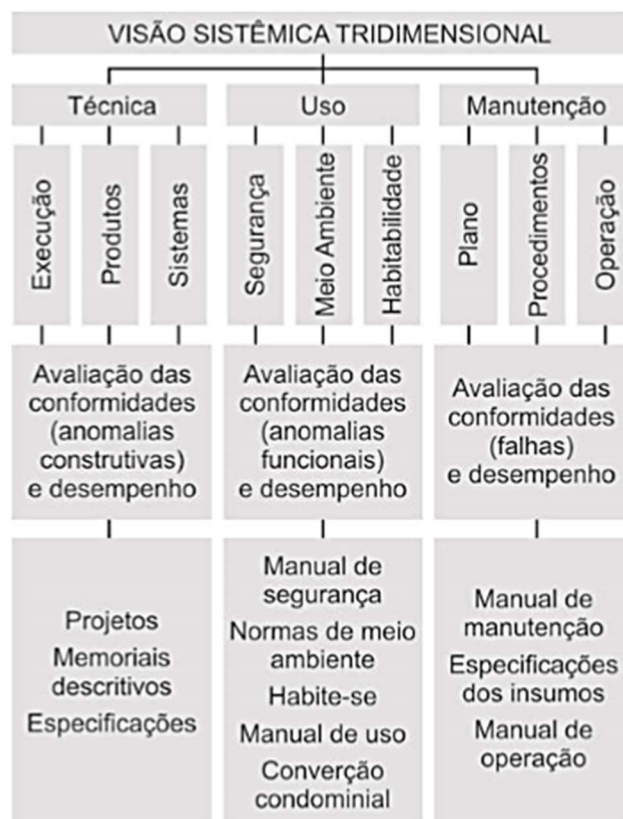 VISÃO SISTÊMICA TRIDIMENSIONAL
Técnica
Uso
Manutenção
Execução
Produtos
Sistemas
Segurança
Meio Ambiente
Habitabilidade
Plano
Procedimentos
Operação
Avaliação das
conformidades
(anomalias
construtivas)
e desempenho
Avaliação das
conformidades
(anomalias
funcionais)
e desempenho
Avaliação das
conformidades
(falhas)
e desempenho
Projetos
Memoriais
descritivos
Especificações
Manual de
segurança
Normas de meio
ambiente
Habite-se
Manual de uso
Converção
condominial
Manual de
manutenção
Especificações
dos insumos
Manual de
operação